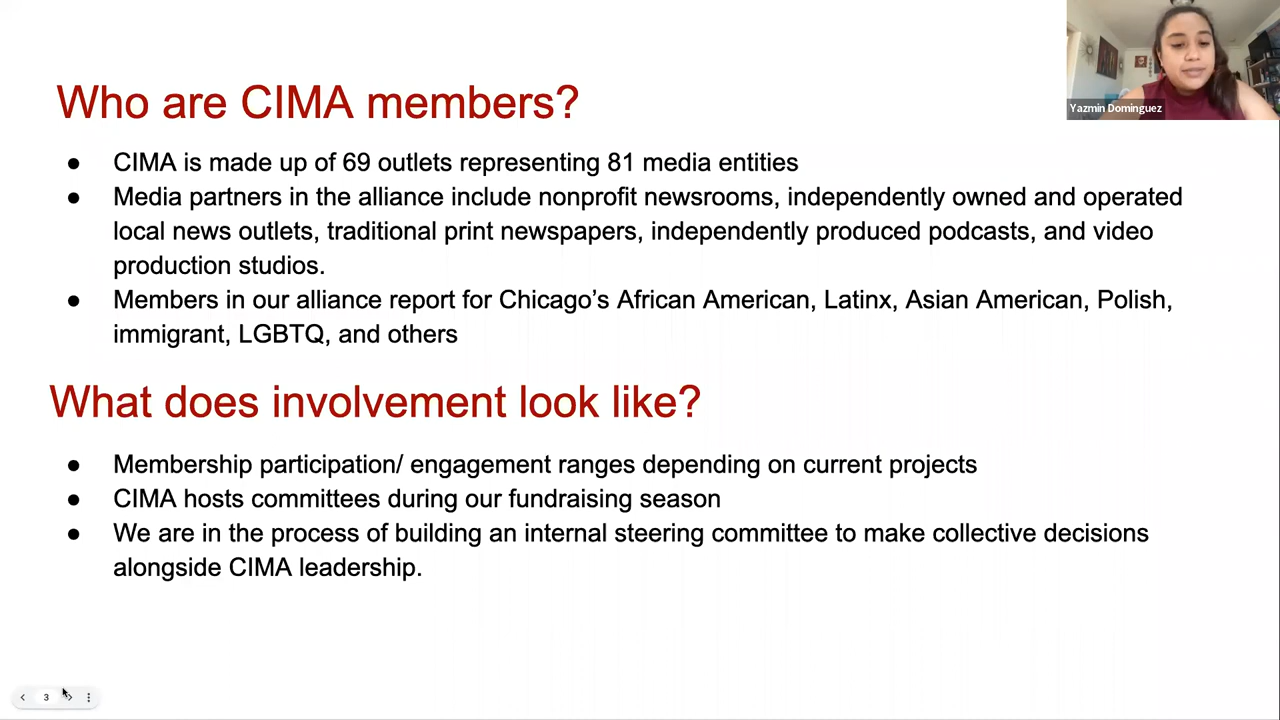 Who are CIMA members?
● CIMA is made up of 69 outlets representing 81 media entities
● Media partners in the alliance include nonprofit newsrooms, independently owned and operated
local news outlets, traditional print newspapers, independently produced podcasts, and video
production studios.
● Members in our alliance report for Chicago’s African American, Latinx, Asian American, Polish,
immigrant, LGBTQ, and others
What does involvement look like?
● Membership participation/ engagement ranges depending on current projects
● CIMA hosts committees during our fundraising season
● We are in the process of building an internal steering committee to make collective decisions
alongside CIMA leadership.
Yazmin Dominguez
3